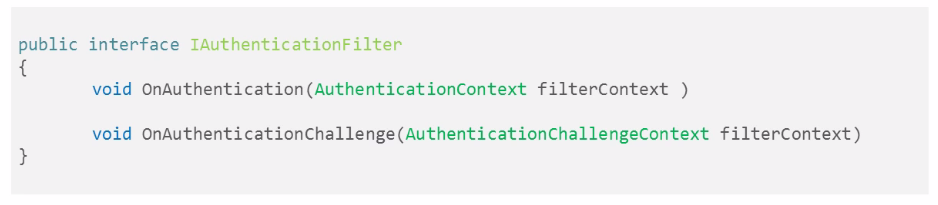 public interface IAuthenticationFilter
{
void OnAuthentication(AuthenticationContext filterContext )
void OnAuthenticationChallenge(AuthenticationChallengeContext filterContext)
}